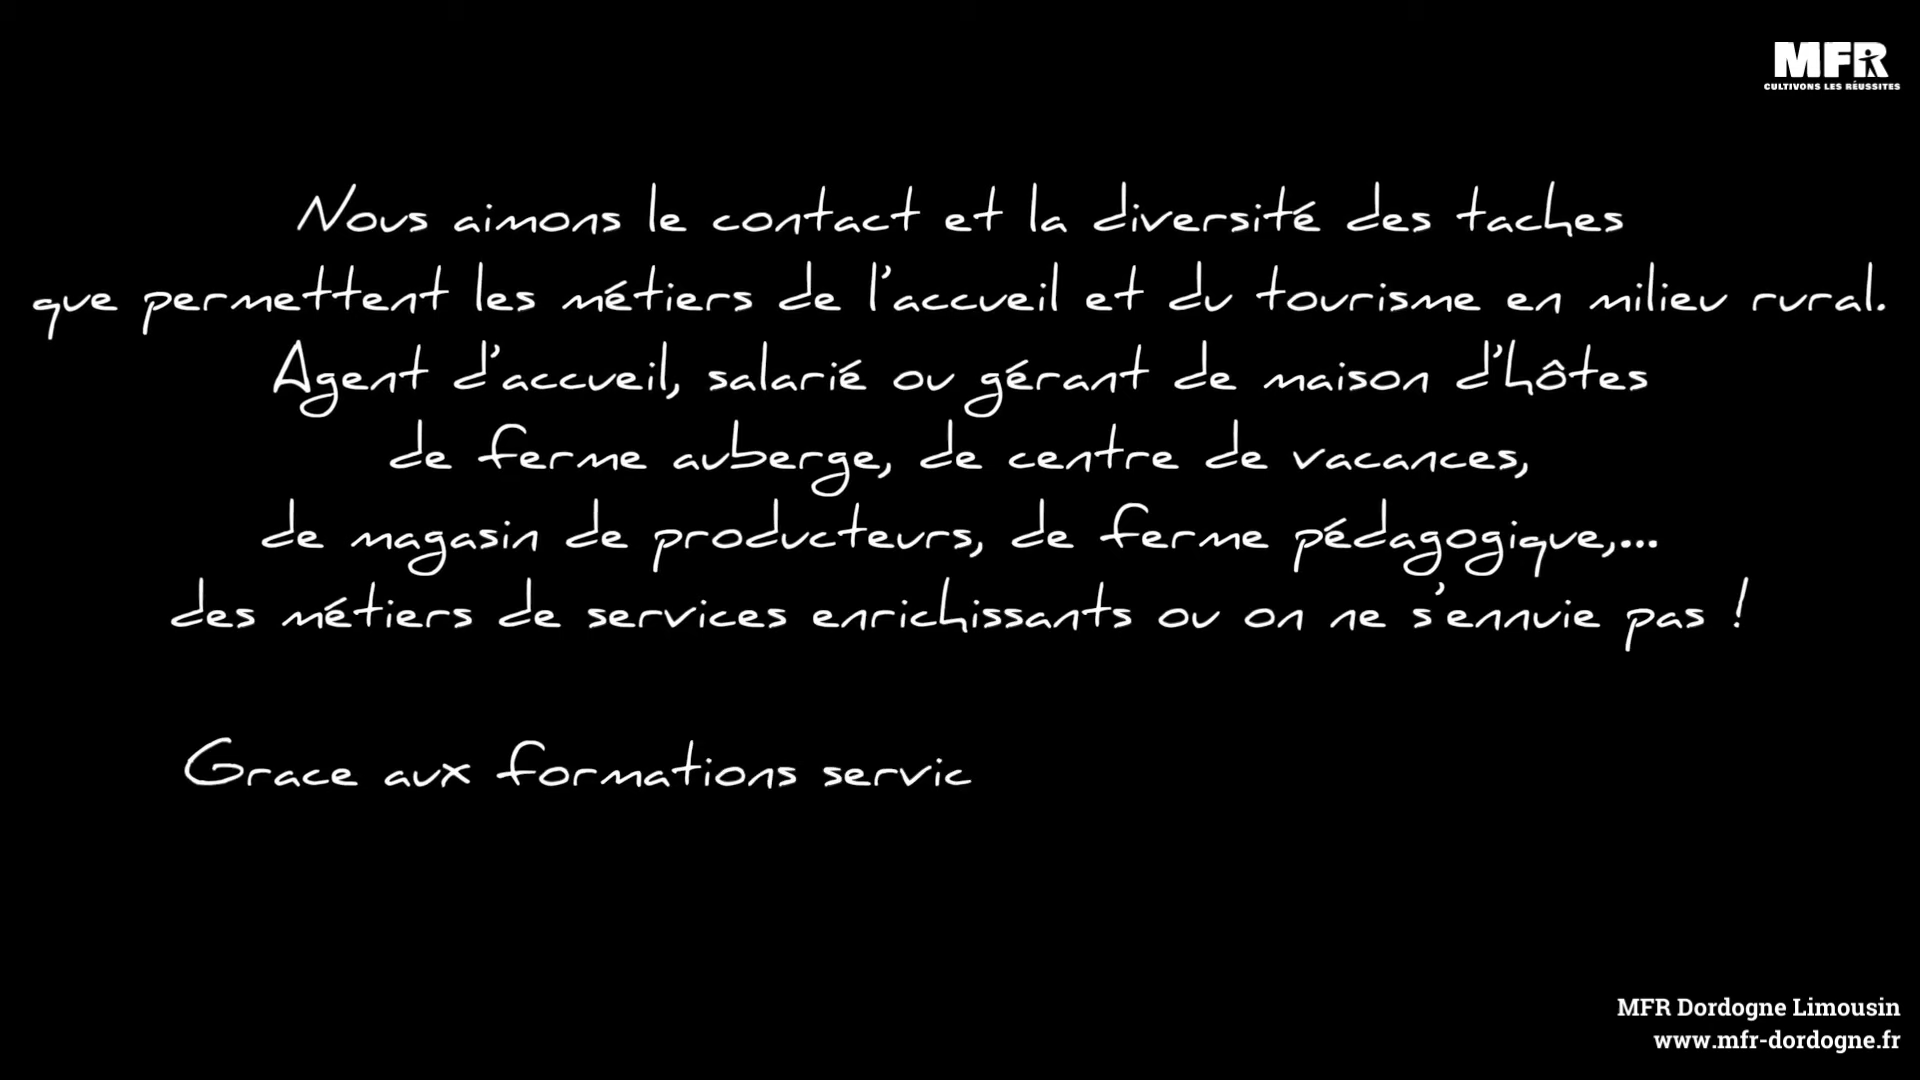 MFR
CULTIVONS LES RÉUSSITES
Nous aimons le contact et la diversité des taches
que permettent les métiers de l'accueil et du tourisme en milieu rural.
Agent d'accueil, salarié ou gérant de maison d'hôtes
de ferme auberge, de centre de vacances,
de magasin de producteurs, de ferme pédagogique,...
des métiers de services enrichissants ou on ne s'ennuie pas !
Grace aux formations servic
MFR Dordogne Limousin
www.mfr-dordogne.fr